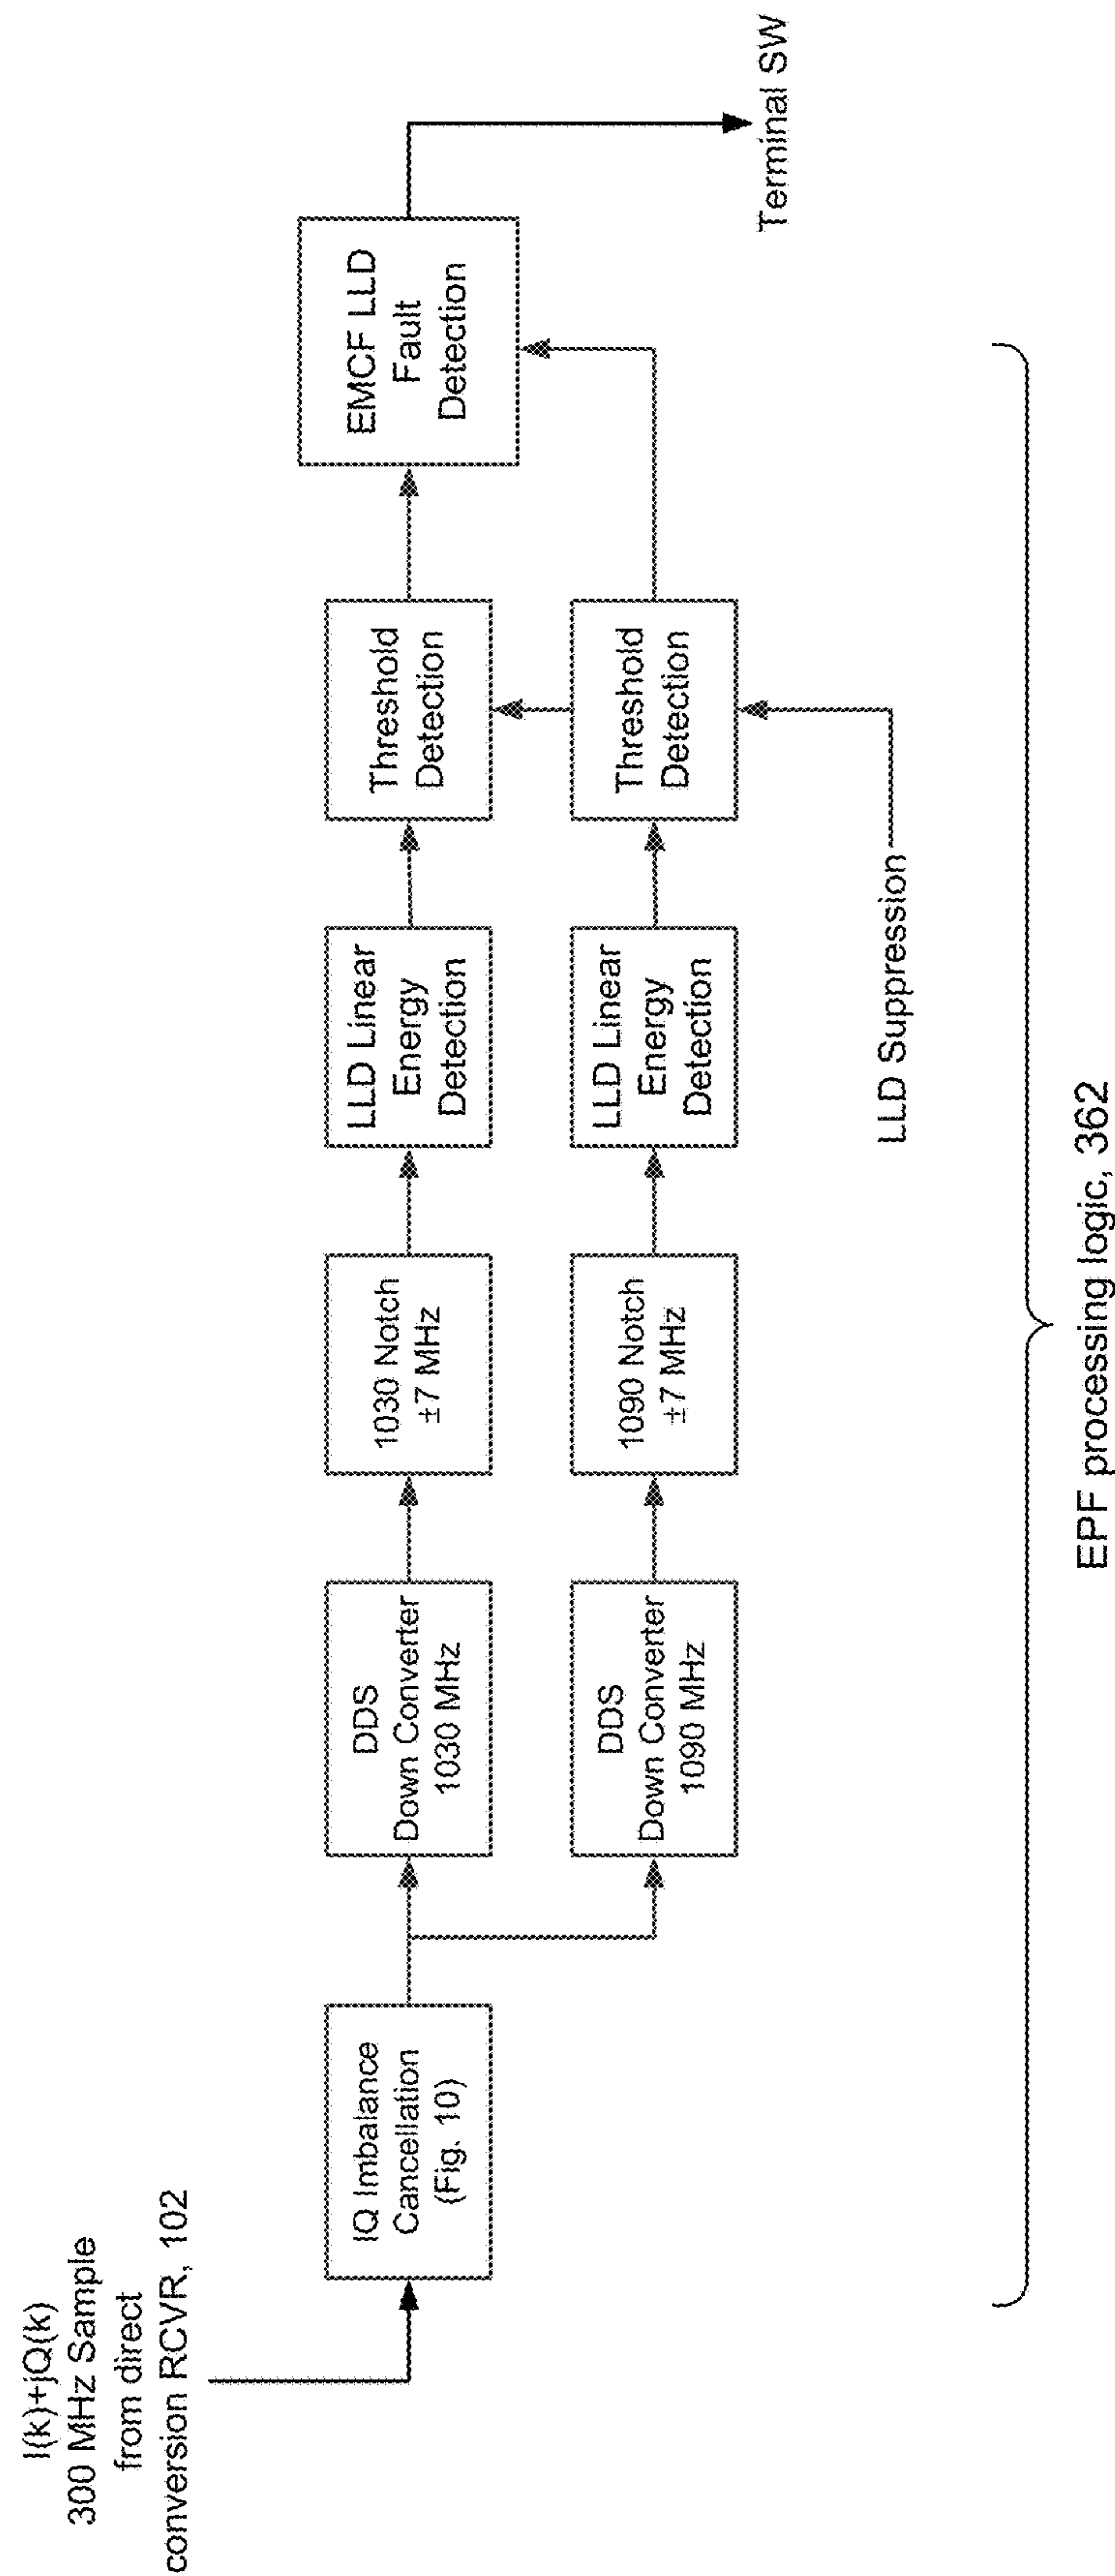 I(k)+jQ(k)
300 MHz Sample
from direct
conversion RCVR, 102
IQ Imbalance
Cancellation
(Fig. 10)
DDS
Down Converter
1030 MHz
1030 Notch
±7 MHz
LLD Linear
Energy
Detection
Threshold
Detection
EMCF LLD
Fault
Detection
Terminal SW
DDS
Down Converter
1090 MHz
1090 Notch
±7 MHz
LLD Linear
Energy
Detection
Threshold
Detection
LLD Suppression
EPF processing logic, 362